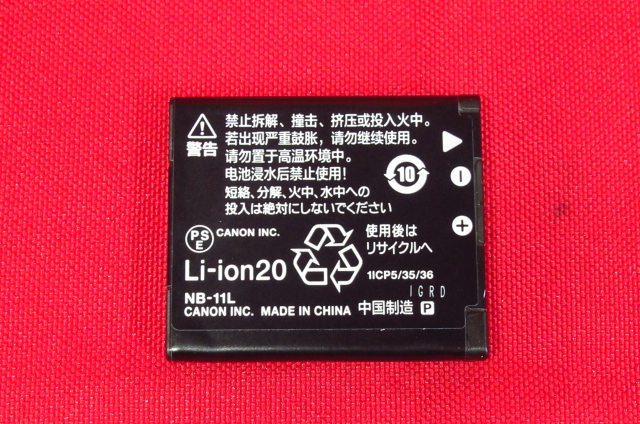 禁止拆解、撞击、挤压或投入火中。
若出现严重鼓胀，请勿继续使用。
请勿置于高温环境中。
电池浸水后禁止使用！
警告
短絡、分解、火中、水中への
投入は絶対にしないでください
10
PS
E
CANON INC.
使用後は
リサイクルへ
Li-ion20
1ICP5/35/36
IGRD
NB-11L
CANON INC. MADE IN CHINA 中国制造 P